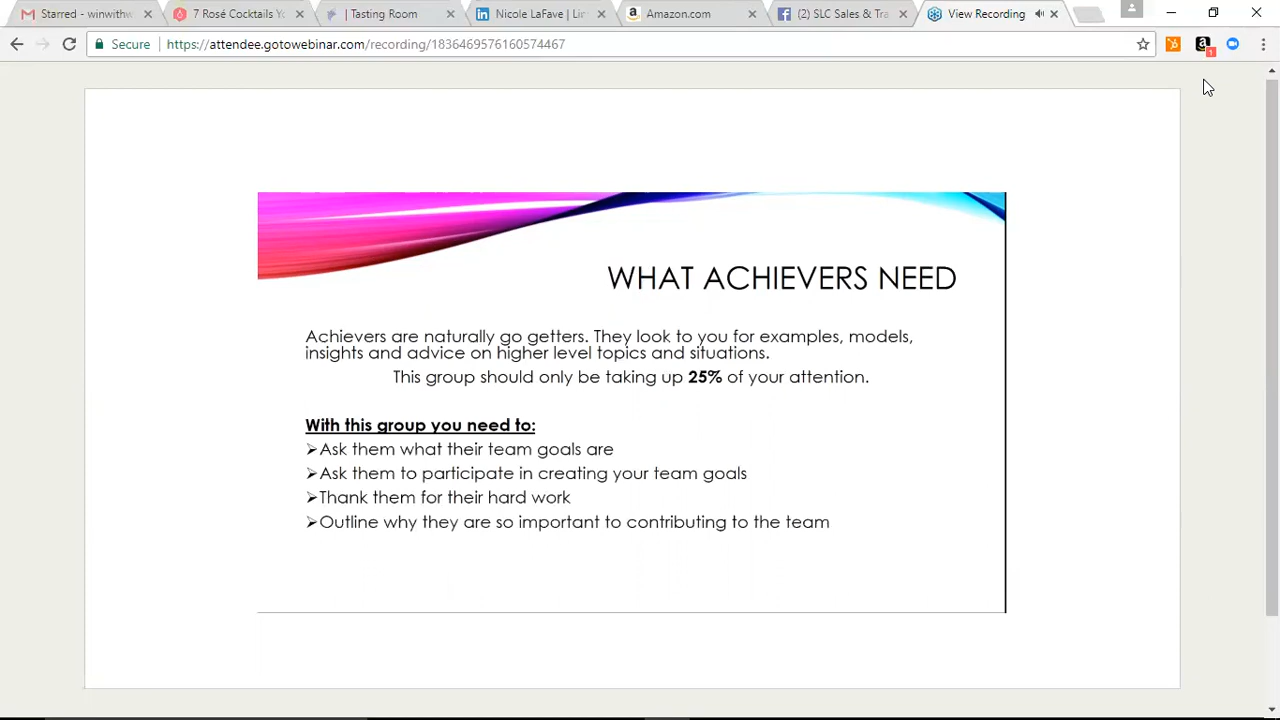 Starred - winwithw
7 Rosé Cocktails Yo
| Tasting Room
Nicole LaFave | Lin
Amazon.com
(2) SLC Sales & Tra
View Recording
Secure
https://attendee.gotowebinar.com/recording/1836459576160574467
1
WHAT ACHIEVERS NEED
Achievers are naturally go getters. They look to you for examples, models,
insights and advice on higher level topics and situations.
This group should only be taking up 25% of your attention.
With this group you need to:
➢Ask them what their team goals are
➢Ask them to participate in creating your team goals
➢Thank them for their hard work
➢Outline why they are so important to contributing to the team